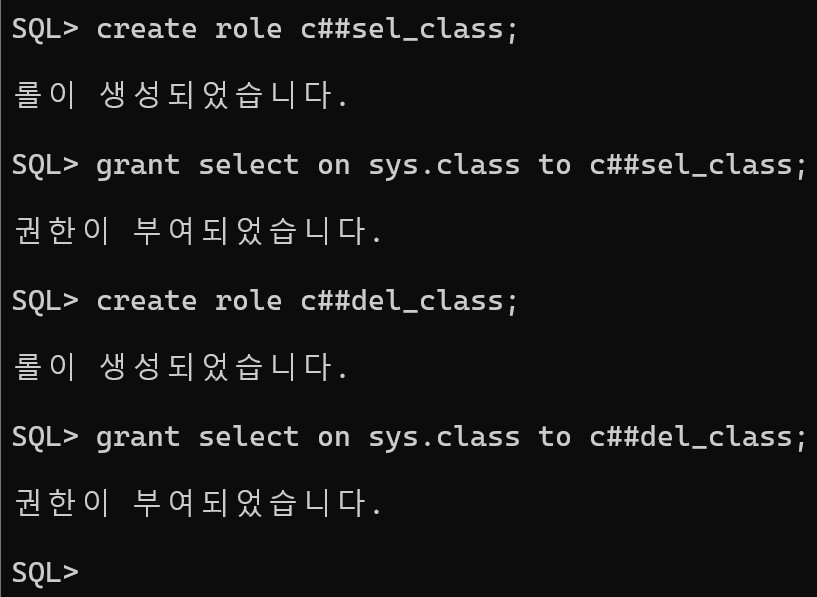 SQL> create role c##sel_class;
롤이 생성되었습니다.
SQL> grant select on sys.class to c##sel_class;
권한이 부여되었습니다.
SQL> create role c##del_class;
롤이 생성되었습니다.
SQL> grant select on sys.class to c##del_class;
권한이 부여되었습니다.
SQL>